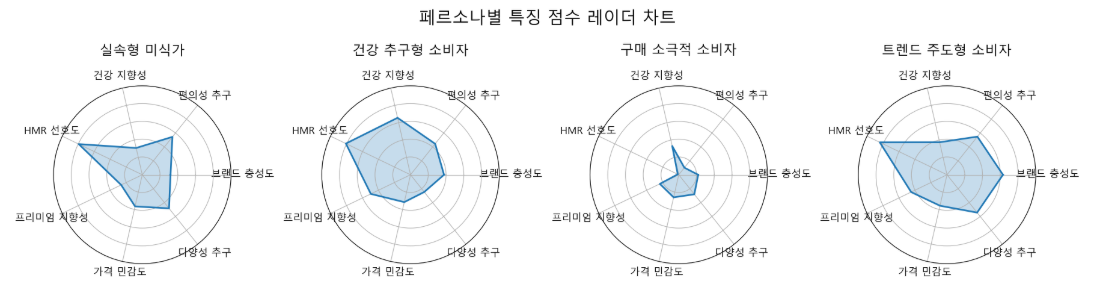 페르소나별 특징 점수 레이더 차트
실속형 미식가
건강 지향성
편의성 추구
HMR 선호도
브랜드 충성도
프리미엄 지향성
다양성 추구
가격 민감도
건강 추구형 소비자
건강 지향성
편의성 추구
HMR 선호도
브랜드 충성도
프리미엄 지향성
다양성 추구
가격 민감도
구매 소극적 소비자
건강 지향성
편의성 추구
HMR 선호도
브랜드 충성도
프리미엄 지향성
다양성 추구
가격 민감도
트렌드 주도형 소비자
건강 지향성
편의성 추구
HMR 선호도
브랜드 충성도
프리미엄 지향성
다양성 추구
가격 민감도